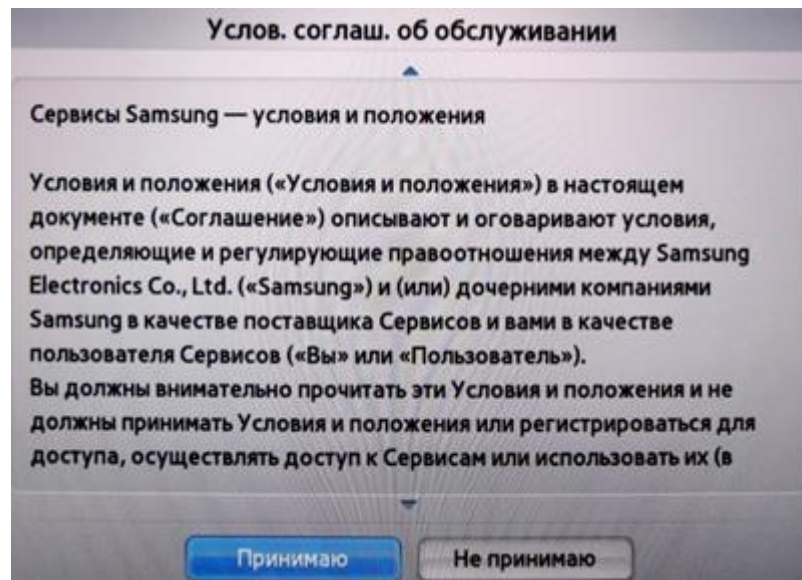 Услов. соглаш. об обслуживании
Сервисы Samsung — условия и положения
Условия и положения («Условия и положения») в настоящем
документе («Соглашение») описывают и оговаривают условия,
определяющие и регулирующие правоотношения между Samsung
Electronics Co., Ltd. («Samsung») и (или) дочерними компаниями
Samsung в качестве поставщика Сервисов и вами в качестве
пользователя Сервисов («Вы» или «Пользователь»).
Вы должны внимательно прочитать эти Условия и положения и не
должны принимать Условия и положения или регистрироваться для
доступа, осуществлять доступ к Сервисам или использовать их (в
Принимаю Не принимаю